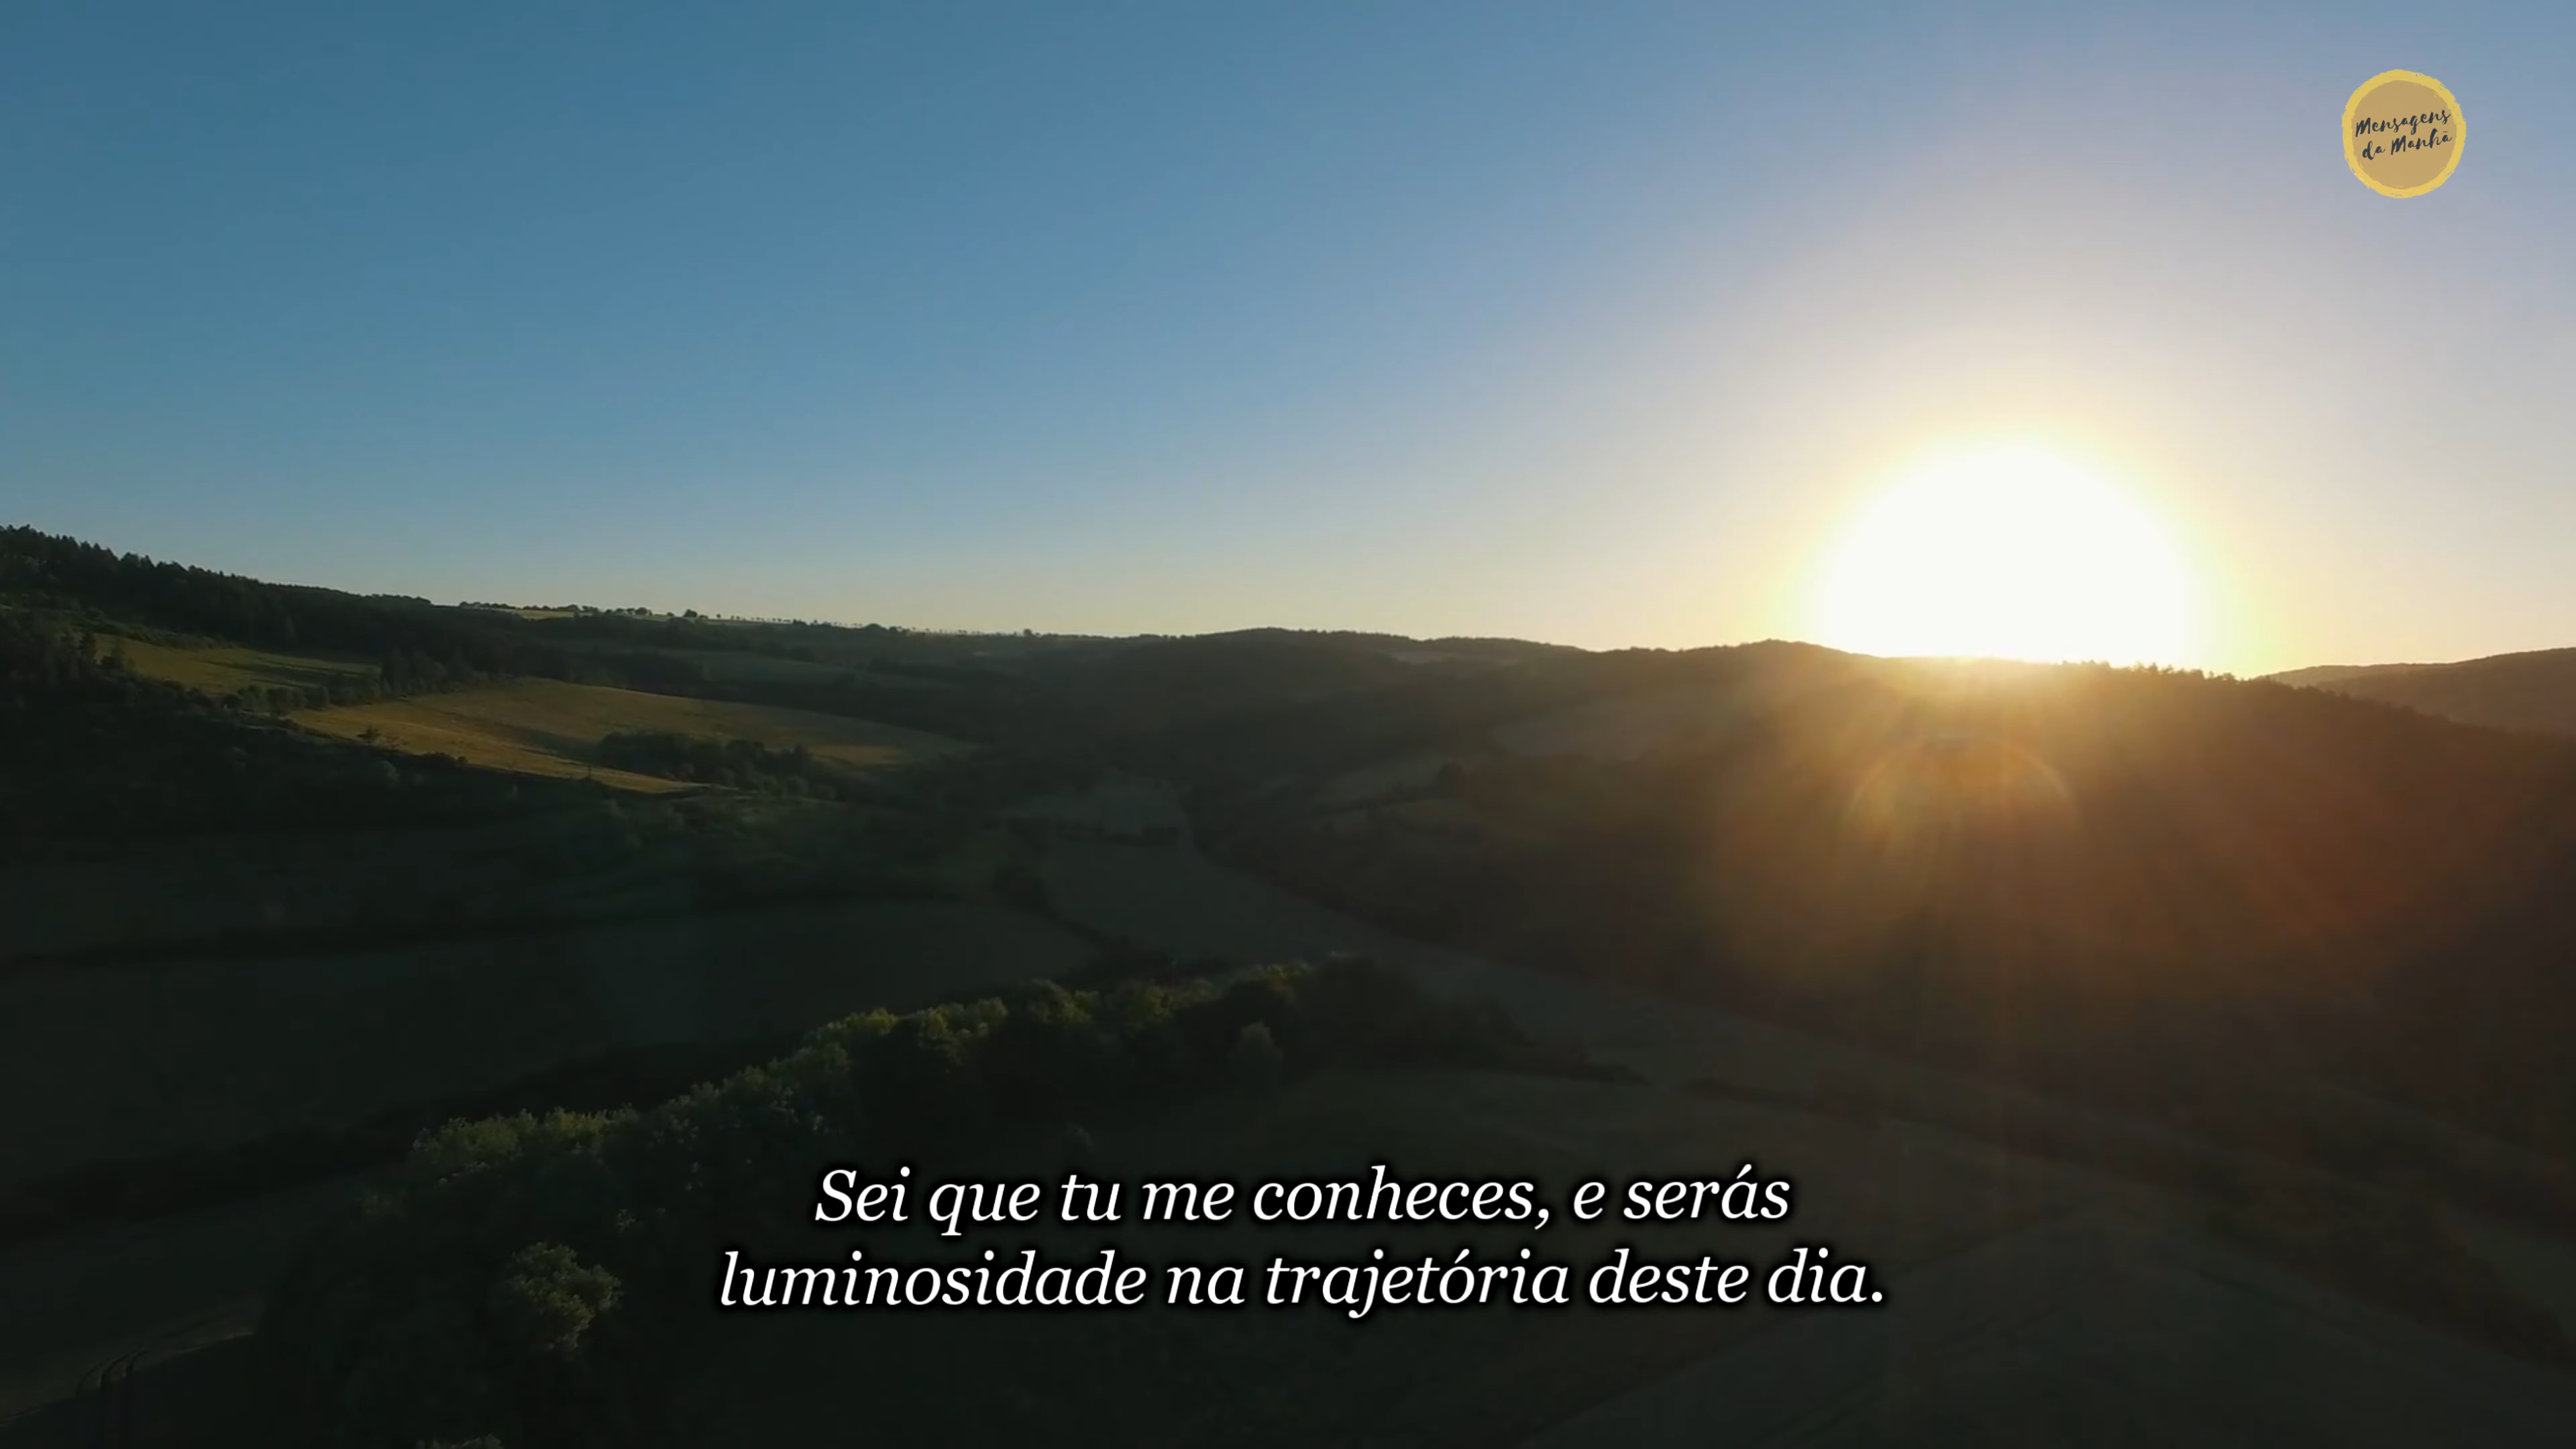 Mensagens
da Manhã
Sei que tu me conheces, e serás
luminosidade na trajetória deste dia.